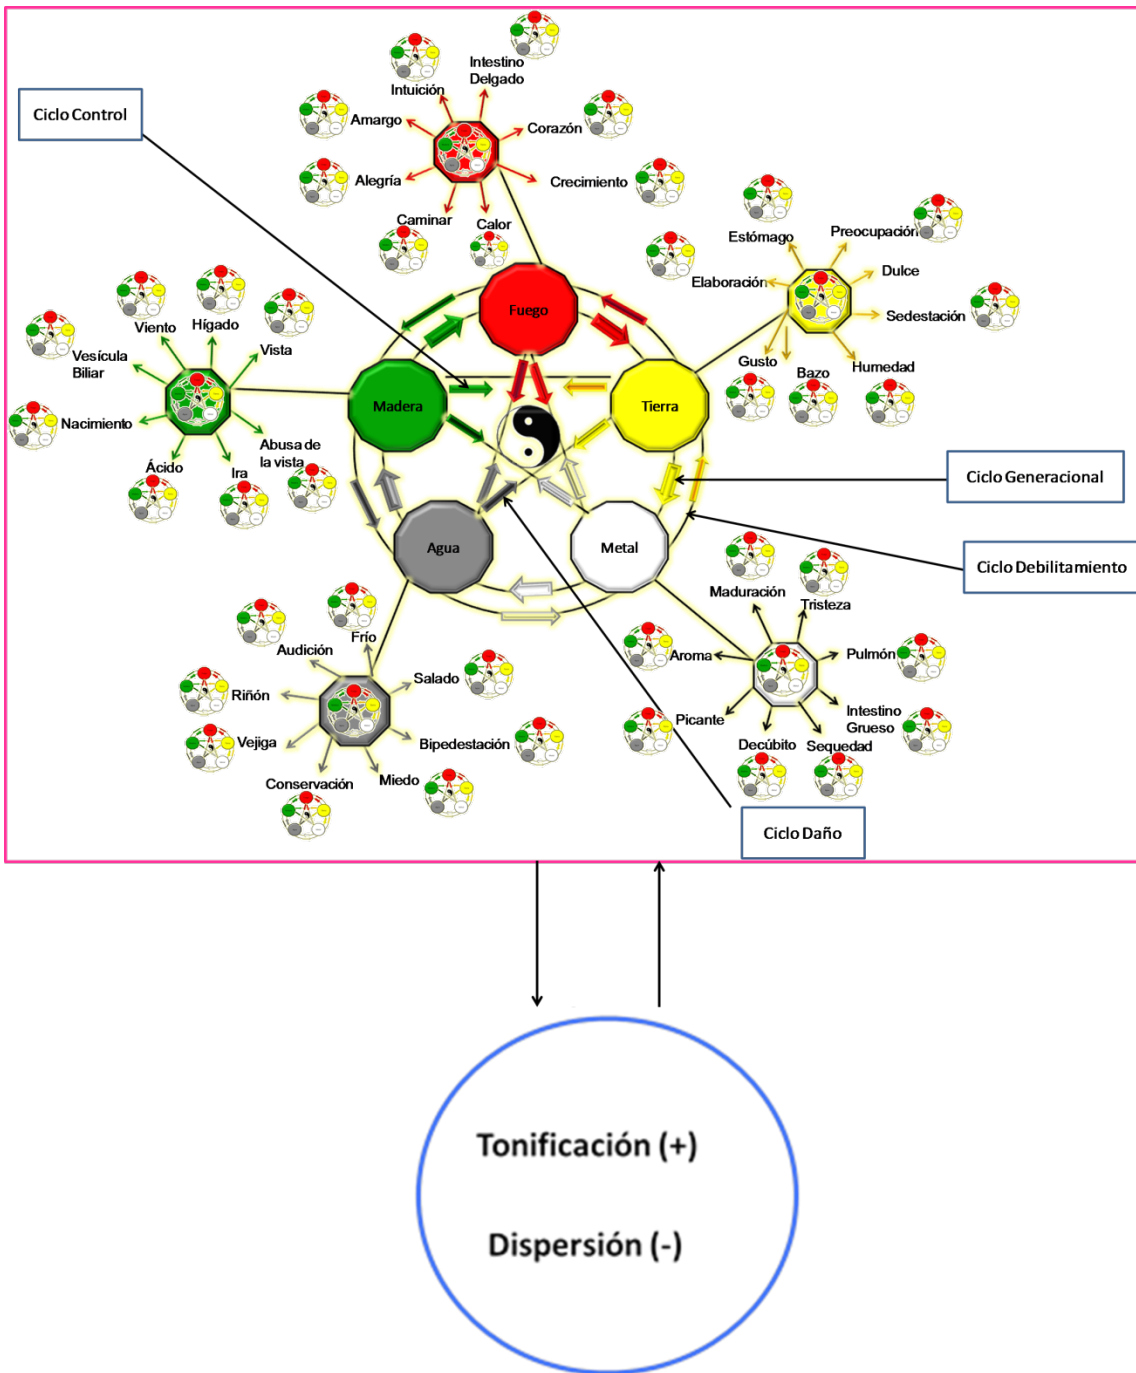 Intestino
Delgado
Intuición
Ciclo Control
Amargo
Corazón
Alegría
Crecimiento
Caminar
Calor
Estómago
Preocupación
Elaboración
Dulce
Sedestación
Gusto
Bazo
Humedad
Viento
Hígado
Vista
Vesícula
Biliar
Nacimiento
Ácido
Ira
Abusa de
la vista
Fuego
Madera
Tierra
Agua
Metal
Ciclo Generacional
Ciclo Debilitamiento
Maduración
Tristeza
Aroma
Pulmón
Picante
Intestino
Grueso
Decúbito
Sequedad
Frío
Audición
Salado
Riñón
Vejiga
Bipedestación
Conservación
Miedo
Ciclo Daño
Tonificación (+)
Dispersión (-)